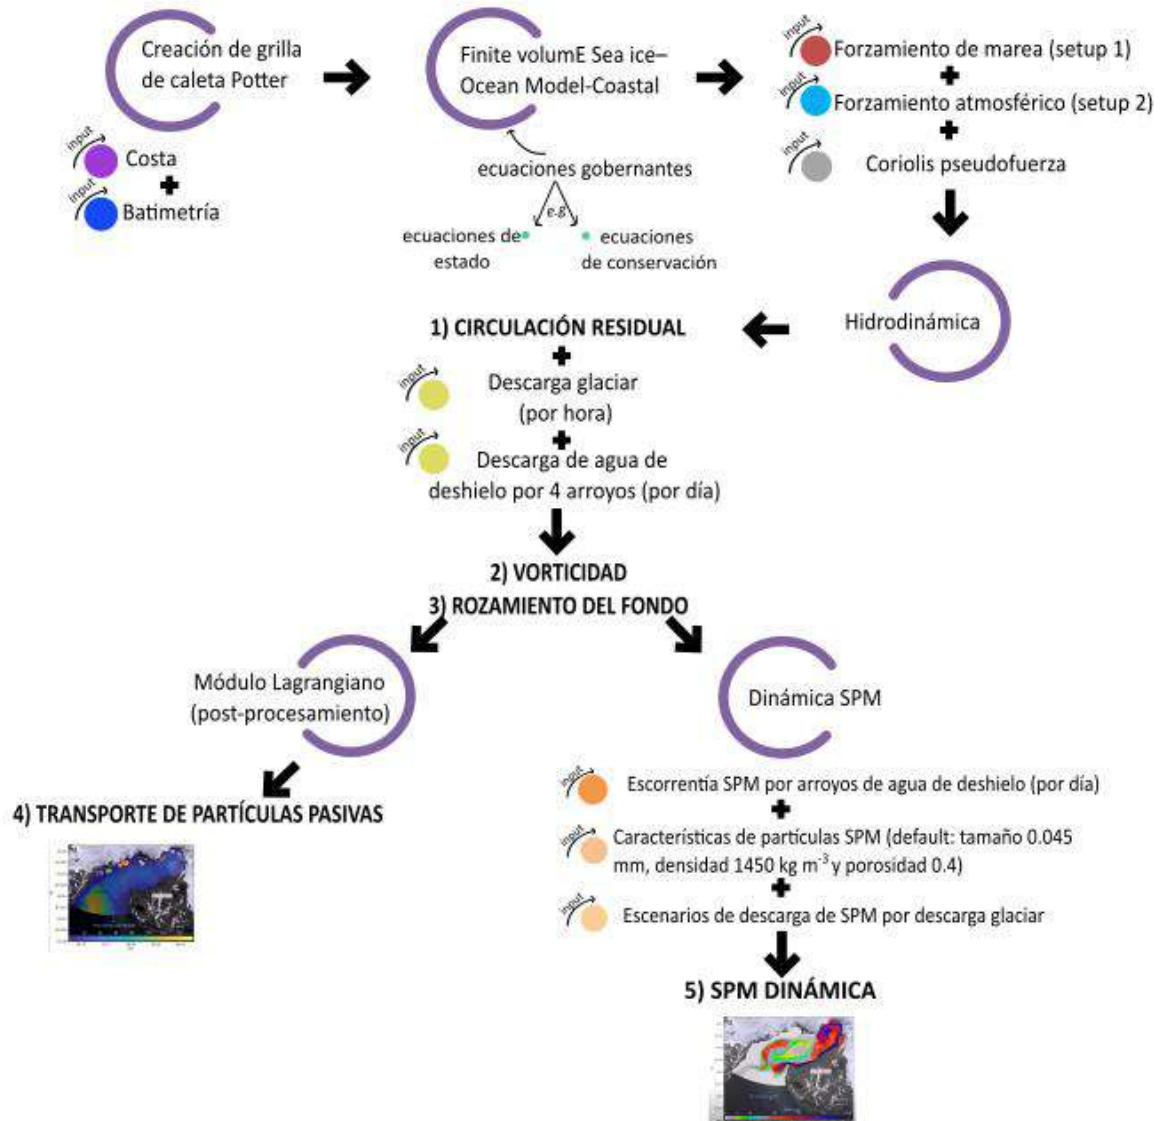 Creación de grilla
de caleta Potter
input
Costa
input
Batimetría
Finite volumE Sea ice–
Ocean Model-Coastal
ecuaciones gobernantes
e.g
ecuaciones de
estado
ecuaciones
de conservación
input
Forzamiento de marea (setup 1)
input
Forzamiento atmosférico (setup 2)
input
Coriolis pseudofuerza
Hidrodinámica
1) CIRCULACIÓN RESIDUAL
input
Descarga glaciar
(por hora)
input
Descarga de agua de
deshielo por 4 arroyos (por día)
2) VORTICIDAD
3) ROZAMIENTO DEL FONDO
Módulo Lagrangiano
(post-procesamiento)
4) TRANSPORTE DE PARTÍCULAS PASIVAS
Dinámica SPM
input
Escorrentía SPM por arroyos de agua de deshielo (por día)
input
Características de partículas SPM (default: tamaño 0.045
mm, densidad 1450 kg m⁻³ y porosidad 0.4)
input
Escenarios de descarga de SPM por descarga glaciar
5) SPM DINÁMICA